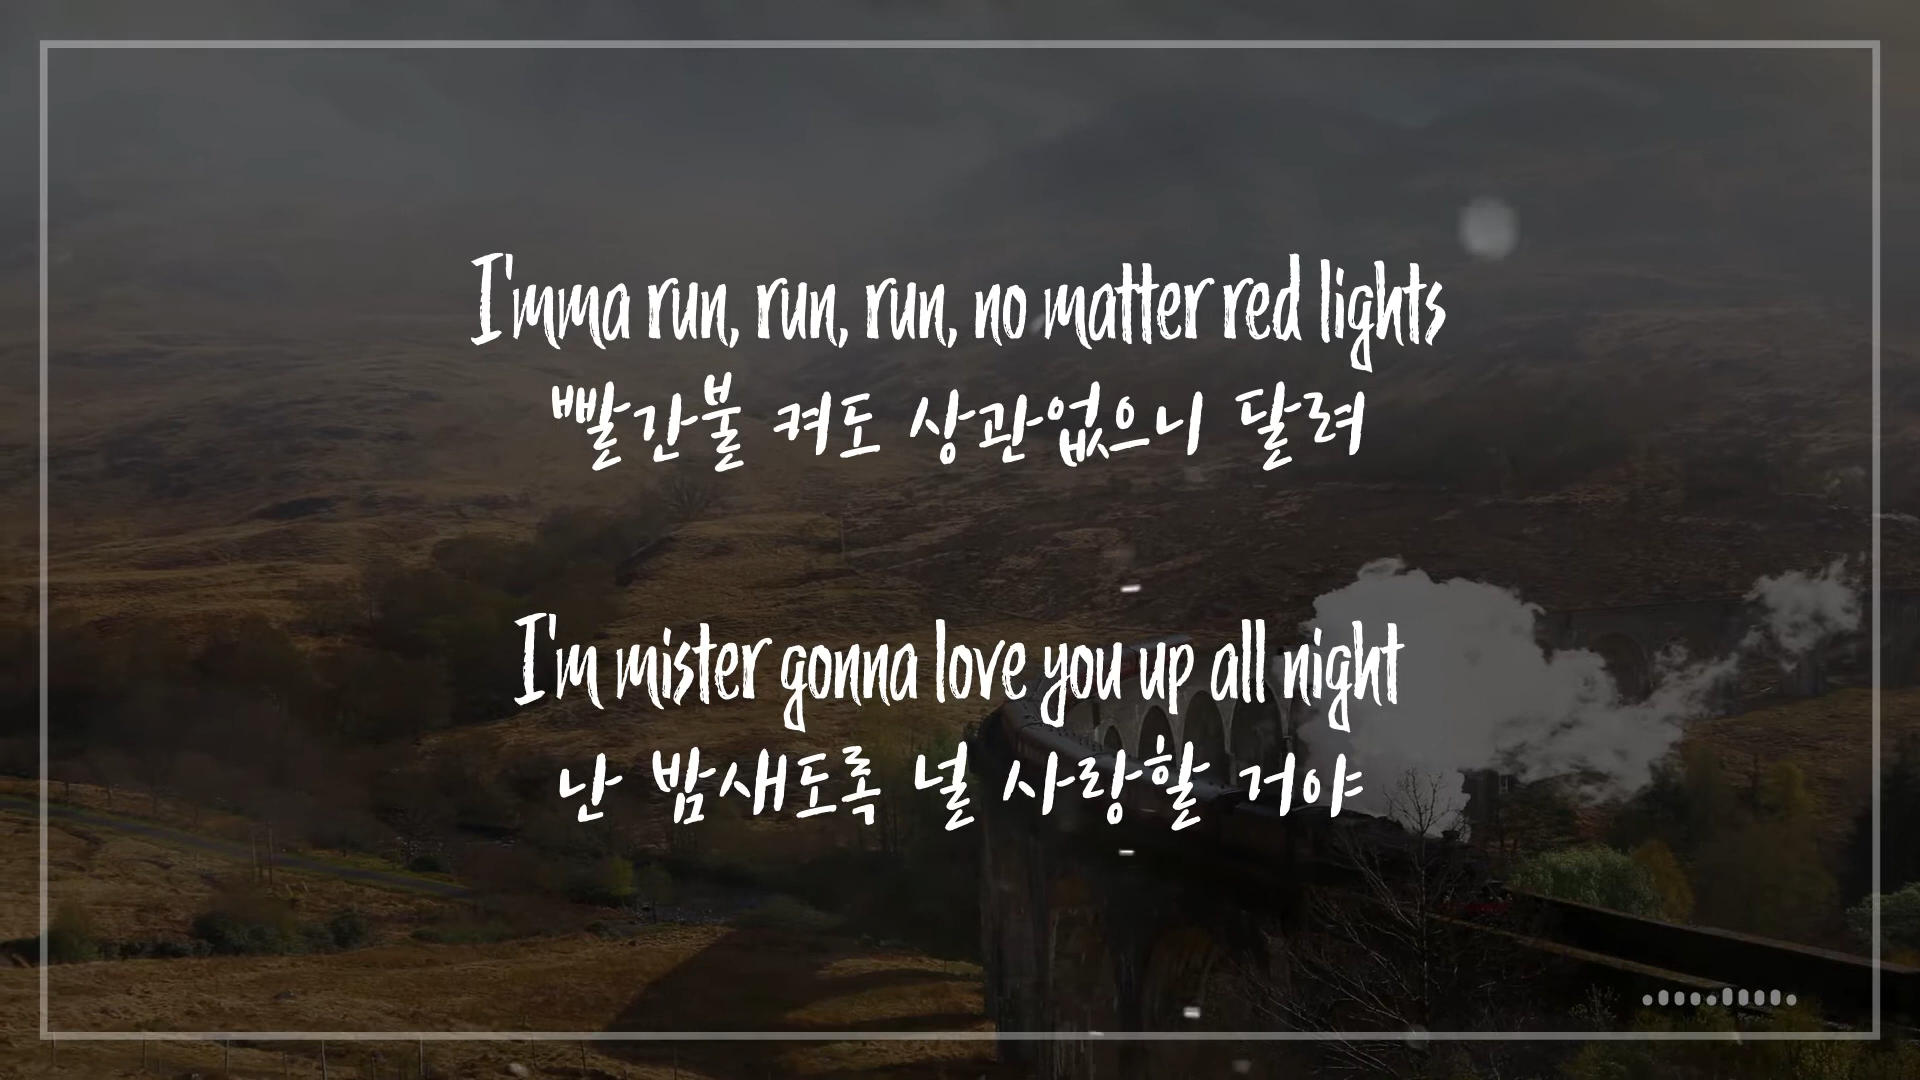 I'mma run, run, run, no matter red lights
빨간불 켜도 상관없으니 달려
I'm mister gonna love you up all night
난 밤새도록 널 사랑할 거야